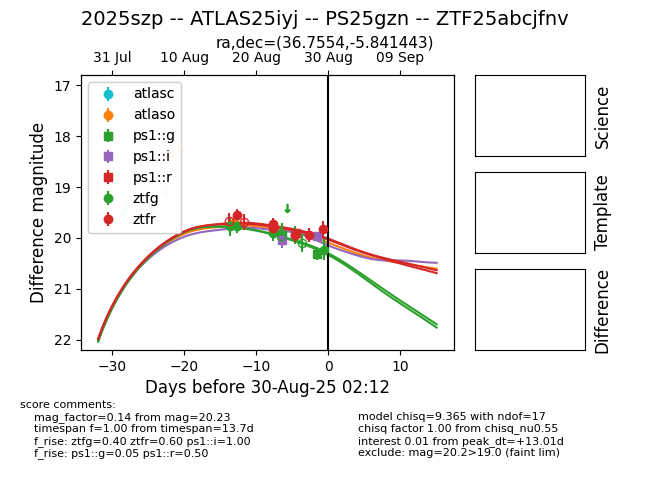 2025szp -- ATLAS25iyj -- PS25gzn -- ZTF25abcjfnv
ra,dec=(36.7554,-5.841443)
31 Jul 10 Aug 20 Aug 30 Aug 09 Sep
17
18
19
20
21
22
Difference magnitude
atlasc
atlaso
ps1::g
ps1::i
ps1::r
ztfg
ztfr
−30 −20 −10 0 10
Days before 30-Aug-25 02:12
Science
Template
Difference
score comments:
mag_factor=0.14 from mag=20.23
timespan f=1.00 from timespan=13.7d
f_rise: ztfg=0.40 ztfr=0.60 ps1::i=1.00
f_rise: ps1::g=0.05 ps1::r=0.50
model chisq=9.365 with ndof=17
chisq factor 1.00 from chisq_nu0.55
interest 0.01 from peak_dt=+13.01d
exclude: mag=20.2>19.0 (faint lim)